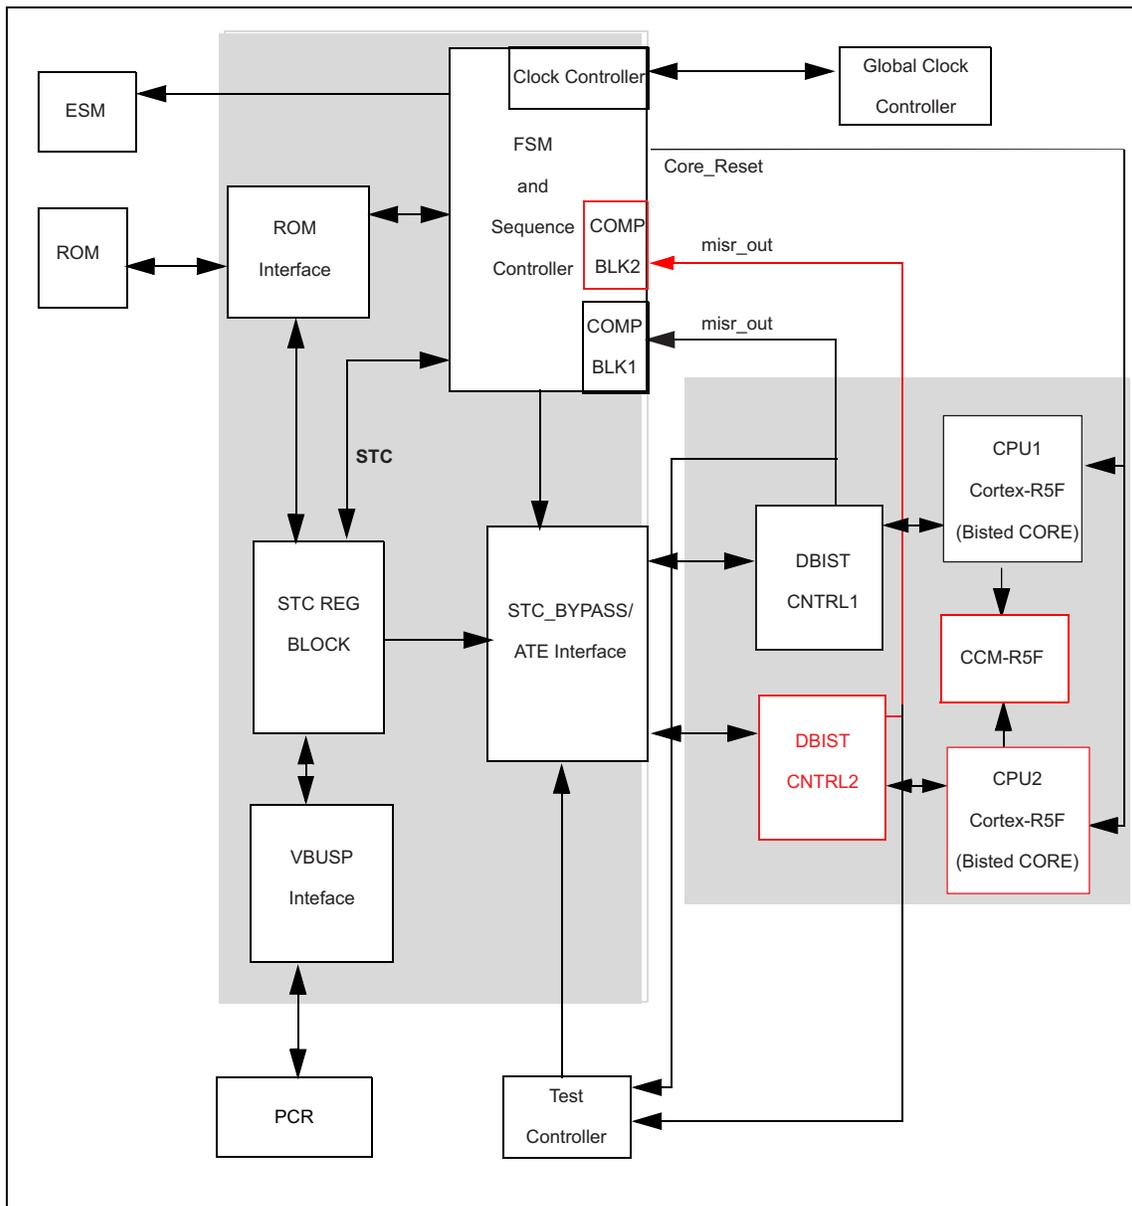 Clock Controller
Global Clock
Controller
ESM
FSM
and
Sequence
Controller
Core_Reset
ROM
Interface
ROM
COMP
BLK2
misr_out
COMP
BLK1
misr_out
STC
CPU1
Cortex-R5F
(Bisted CORE)
STC REG
BLOCK
STC_BYPASS/
ATE Interface
DBIST
CNTRL1
CCM-R5F
DBIST
CNTRL2
CPU2
Cortex-R5F
(Bisted CORE)
VBUSP
Inteface
PCR
Test
Controller